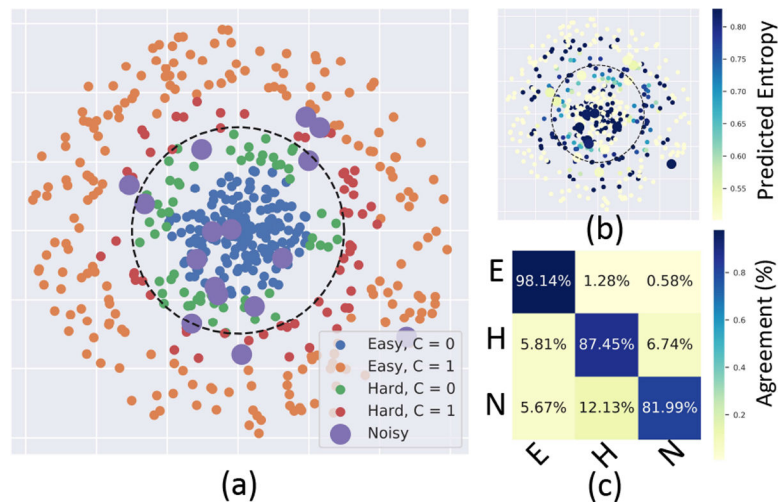 Easy, C = 0
Easy, C = 1
Hard, C = 0
Hard, C = 1
Noisy
(a)
0.80
0.75
0.70
0.65
0.60
0.55
Predicted Entropy
(b)
E
98.14% 1.28% 0.58%
H
5.81% 87.45% 6.74%
N
5.67% 12.13% 81.99%
E H N
0.8
0.6
0.4
0.2
Agreement (%)
(c)